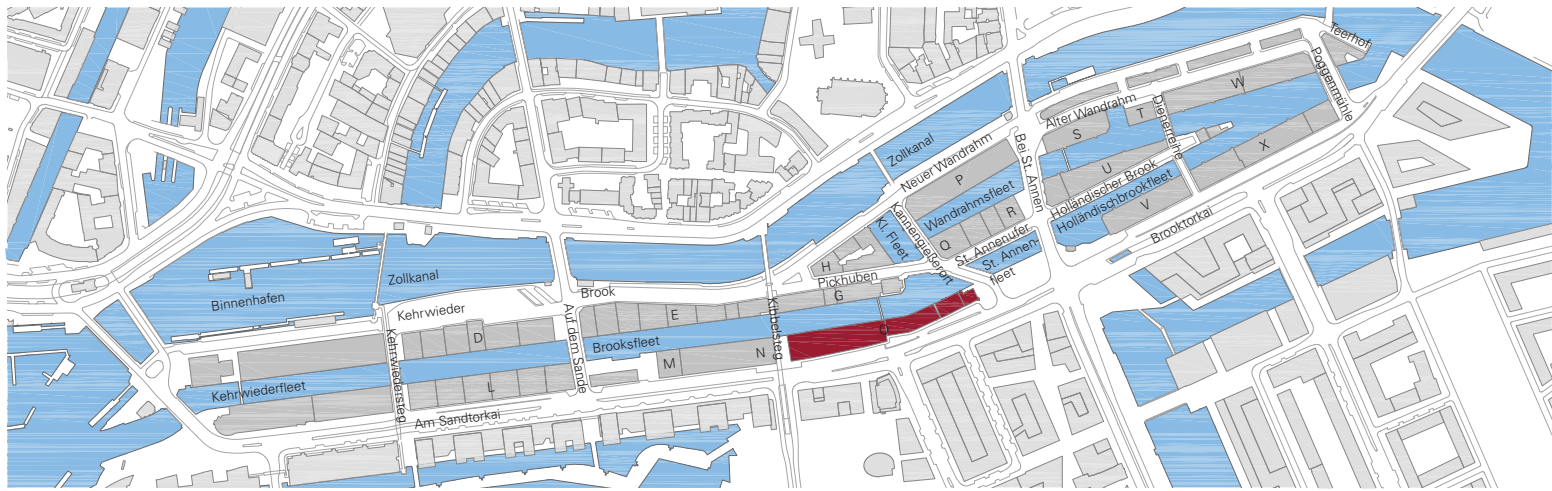 Teerhof
Poggenmühle
W
Dienerreihe
Alter Wandrahm
T
S
Zollkanal
Bei St. Annen
Neuer Wandrahm
X
U
P
Holländischer Brook
Holländischbrookfleet
V
Wandrahmsfleet
Kannengießerort
R
Brooktorkai
Kl. Fleet
Q
St. Annenufer
St. Annen-
fleet
H
Pickhuben
Zollkanal
Binnenhafen
Brook
G
Kehrwieder
Auf dem Sande
E
Kibbelsteg
O
D
Brooksfleet
Kehrwiedersteg
N
M
Kehrwiederfleet
L
Am Sandtorkai